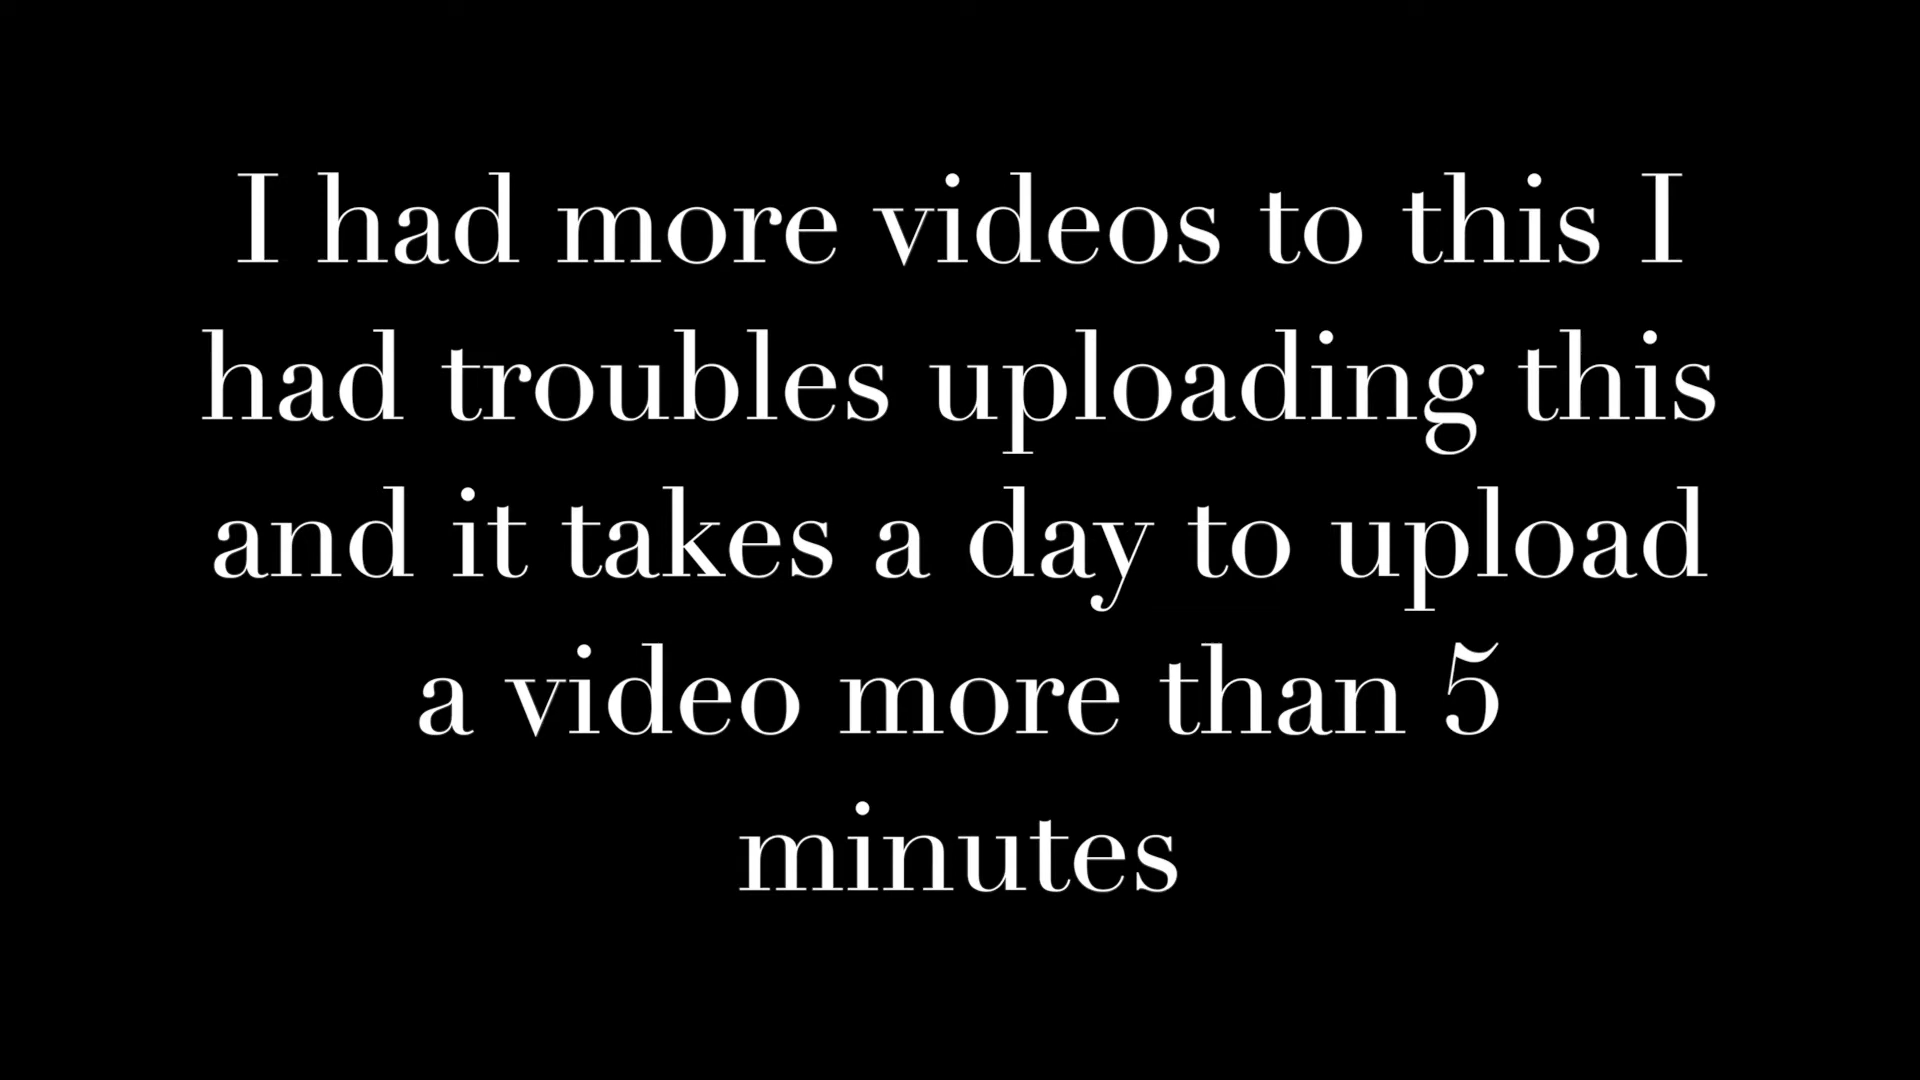 I had more videos to this I
had troubles uploading this
and it takes a day to upload
a video more than 5
minutes